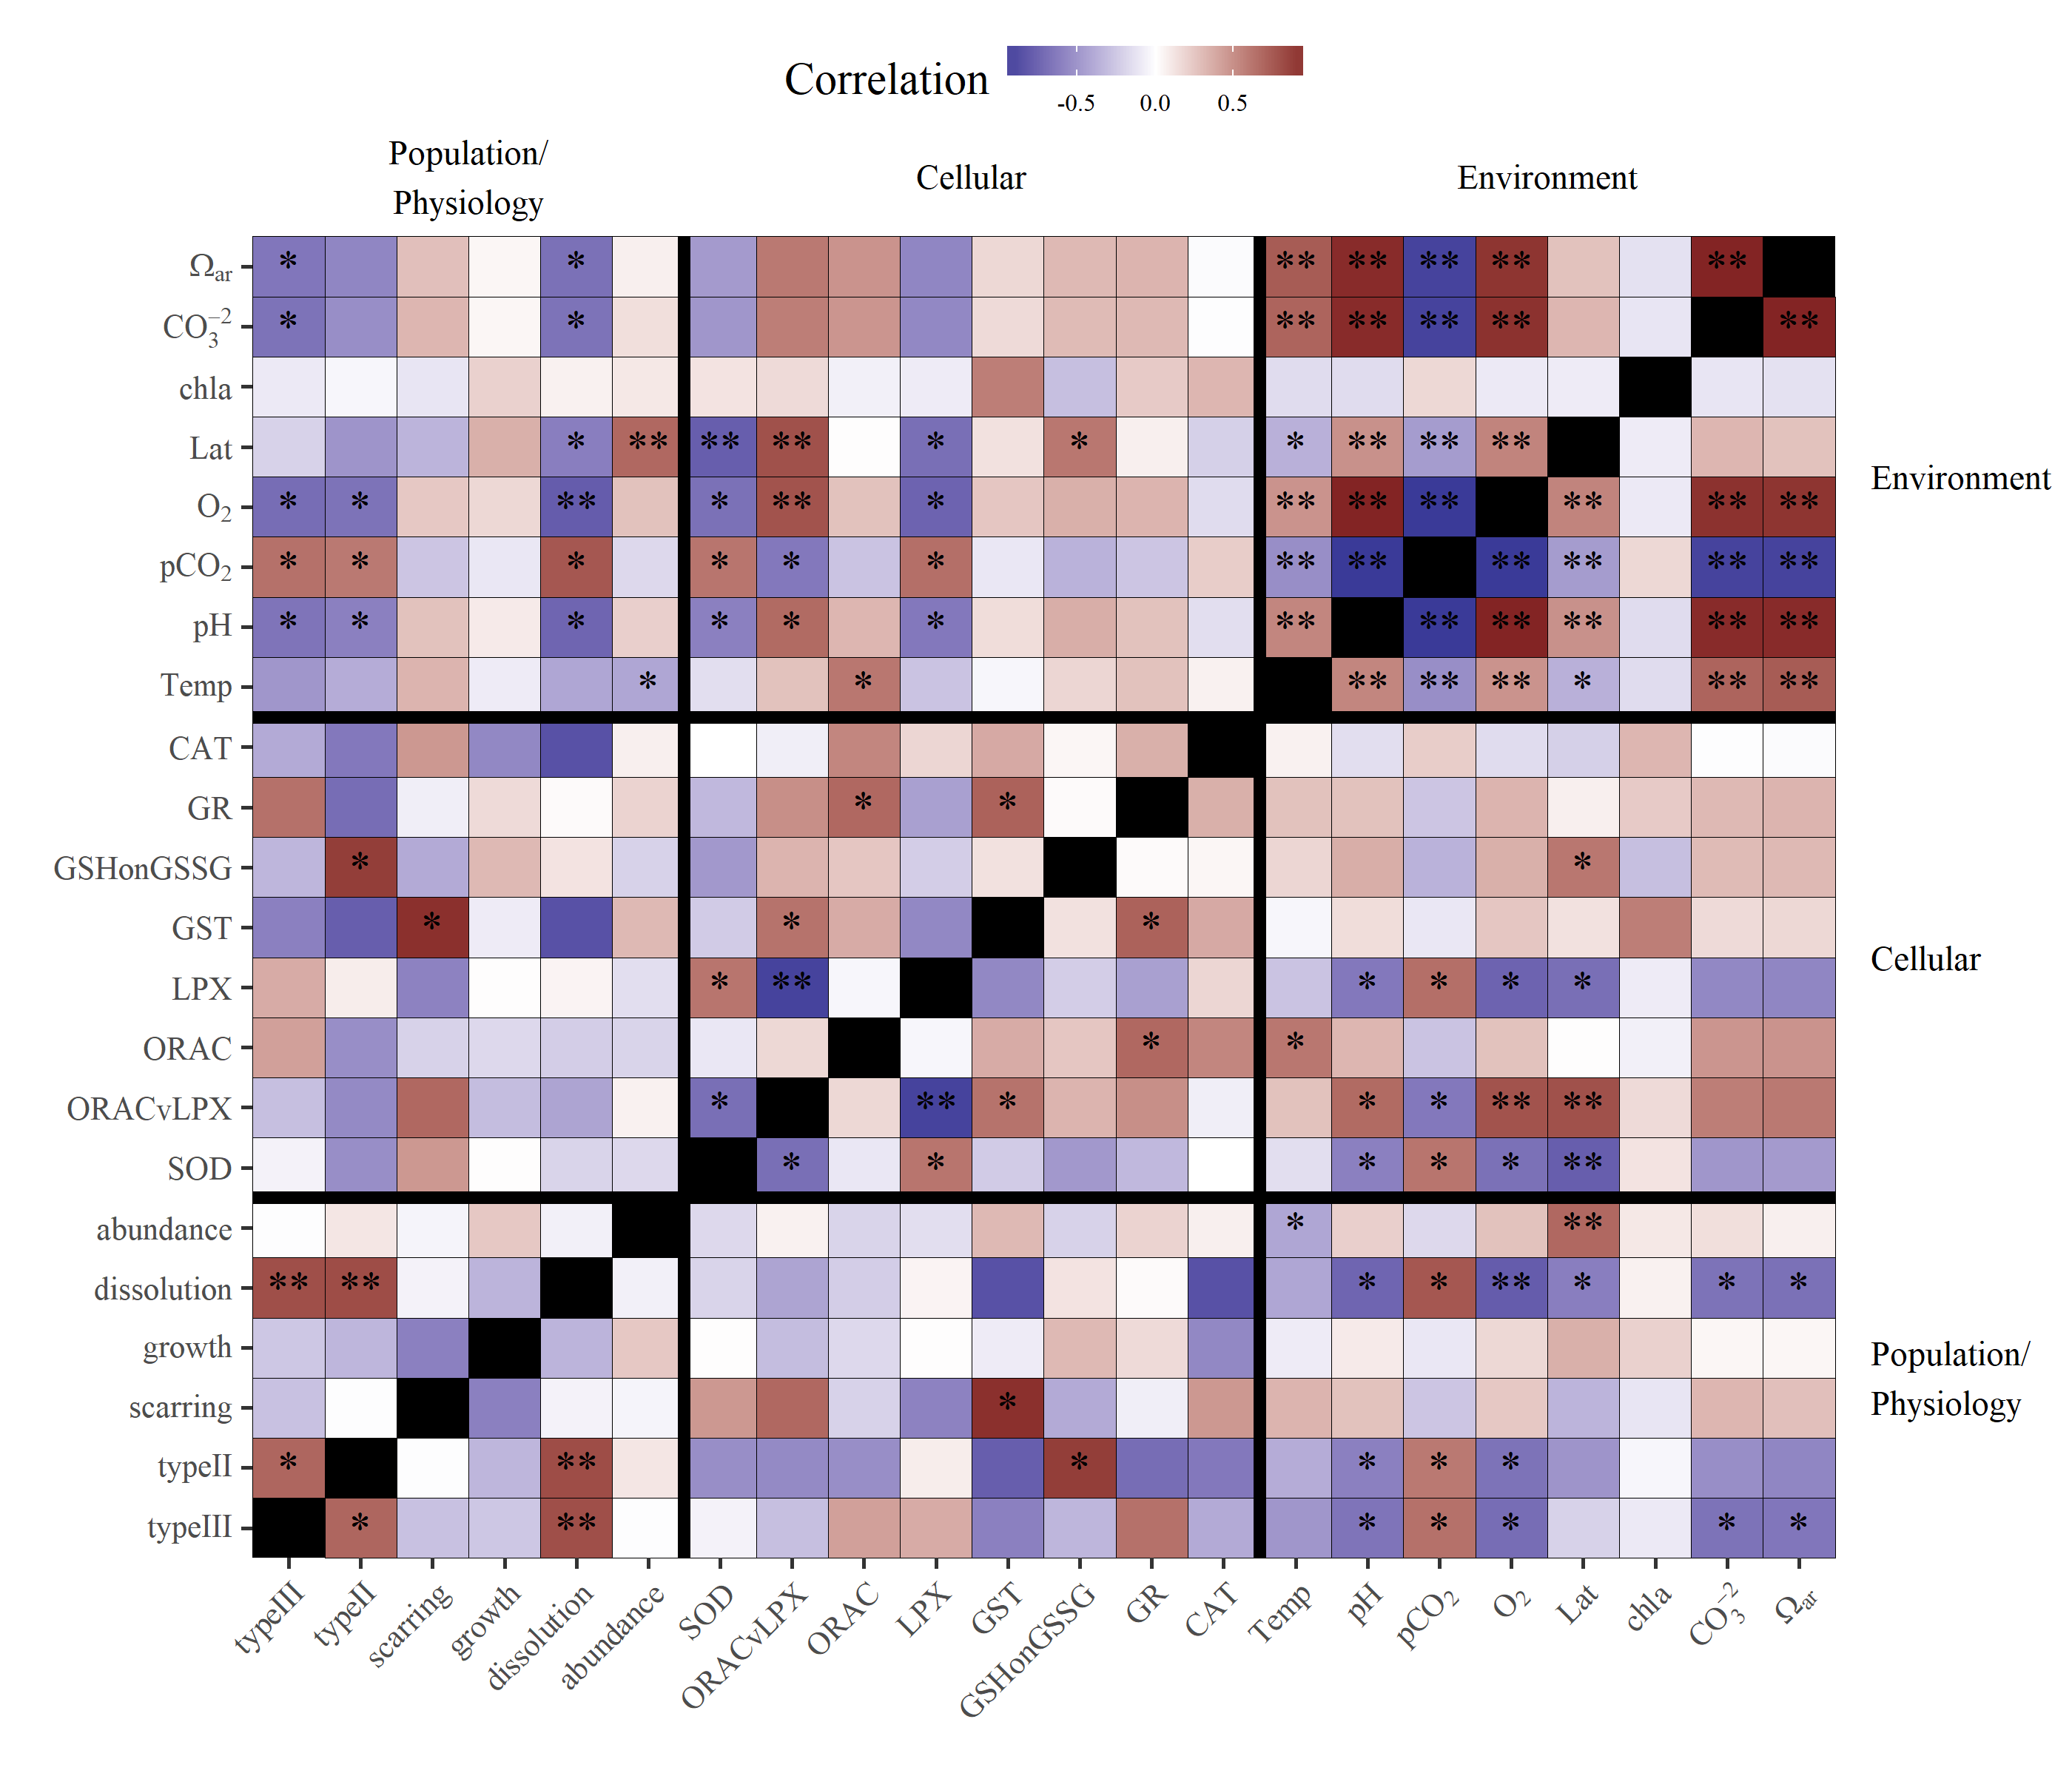 Correlation
-0.5 0.0 0.5
Population/
Physiology
Cellular
Environment
Ωar * * ** ** ** ** **
CO3−2 * * ** ** ** ** **
chla
Lat * ** ** ** * * * ** ** **
O2 * * ** * ** * ** ** ** ** ** **
pCO2 * * * * * * ** ** ** ** ** **
pH * * * * * * ** ** ** ** ** **
Temp * * ** ** ** * ** **
Environment
CAT
GR * *
GSHonGSSG * *
GST * * *
LPX * ** * * * *
ORAC * *
ORACvLPX * ** * * * ** **
SOD * * * * * **
Cellular
abundance * **
dissolution ** ** * * ** * * *
growth
scarring *
typeII * ** * * * *
typeIII * ** * * * * *
Population/
Physiology
typeIII typeII scarring growth dissolution abundance SOD ORACvLPX ORAC LPX GST GSHonGSSG GR CAT Temp pH pCO2 O2 Lat chla CO3−2 Ωar